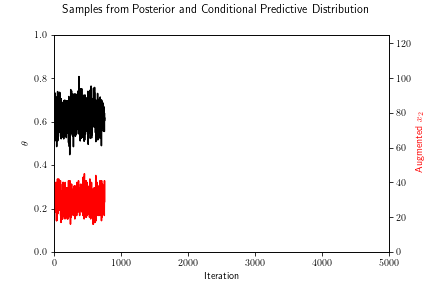 Samples from Posterior and Conditional Predictive Distribution
1.0
0.8
0.6
0.4
0.2
0.0
θ
120
100
80
60
40
20
0
Augmented x₂
0 1000 2000 3000 4000 5000
Iteration